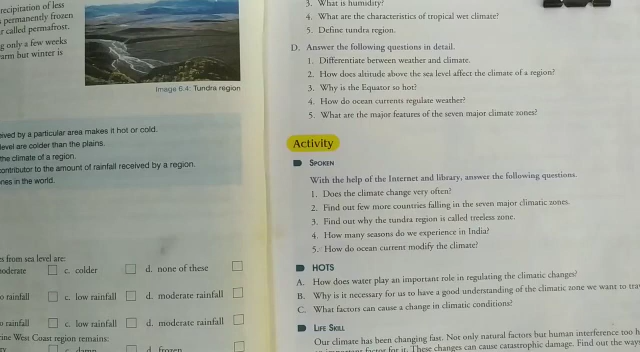 recipitation of less
permanently frozen
r called permafrost.
g only a few weeks
arm but winter is
Image 6.4: Tundra region
ived by a particular area makes it hot or cold.
level are colder than the plains.
the climate of a region.
contributor to the amount of rainfall received by a region.
nes in the world.
s from sea level are:
oderate c. colder d. none of these
o rainfall c. low rainfall d. moderate rainfall
o rainfall c. low rainfall d. moderate rainfall
ine West Coast region remains:
ry c. damp d. frozen
3. What is humidity?
4. What are the characteristics of tropical wet climate?
5. Define tundra region.
D. Answer the following questions in detail.
1. Differentiate between weather and climate.
2. How does altitude above the sea level affect the climate of a region?
3. Why is the Equator so hot?
4. How do ocean currents regulate weather?
5. What are the major features of the seven major climatic zones?
Activity
SPOKEN
With the help of the Internet and library, answer the following questions.
1. Does the climate change very often?
2. Find out few more countries falling in the seven major climatic zones.
3. Find out why the tundra region is called treeless zone.
4. How many seasons do we experience in India?
5. How do ocean current modify the climate?
HOTS
A. How does water play an important role in regulating the climatic changes?
B. Why is it necessary for us to have a good understanding of the climatic zone we want to tra
C. What factors can cause a change in climatic conditions?
LIFE SKILL
Our climate has been changing fast. Not only natural factors but human interference too h
important factor for it. These changes can cause catastrophic damage. Find out the way